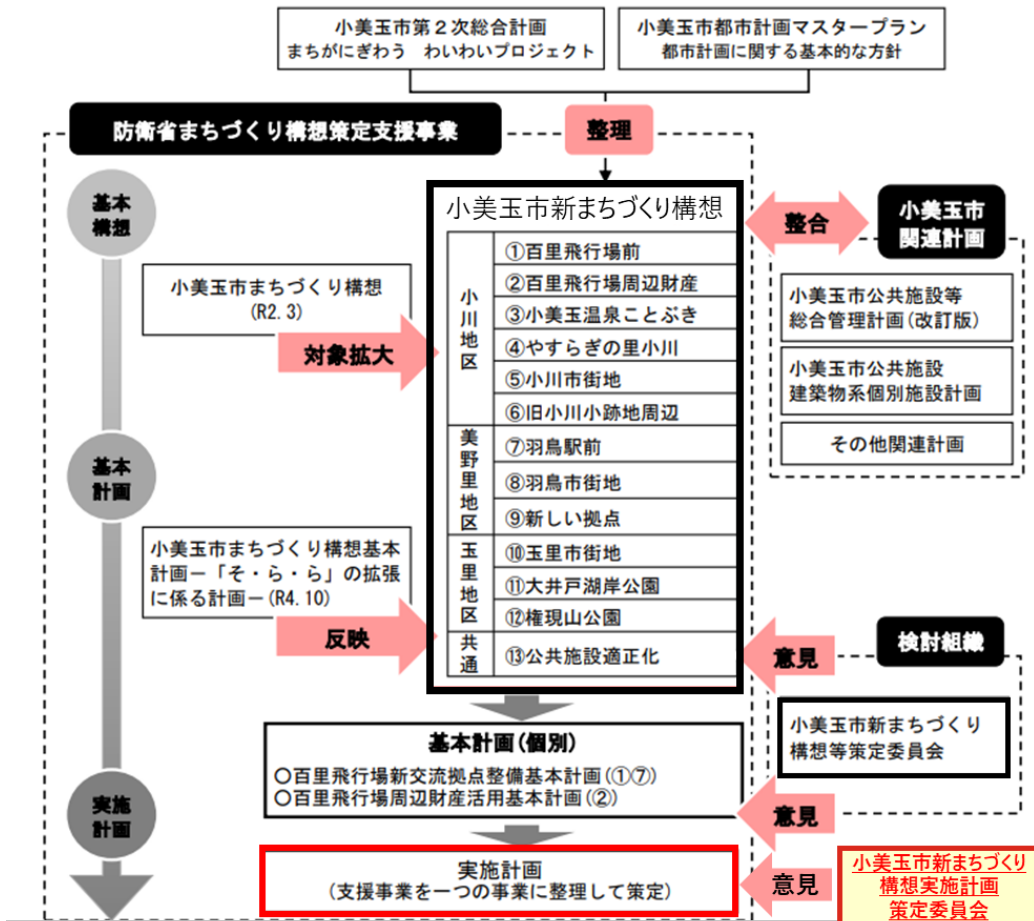 小美玉市第２次総合計画
まちがにぎわう　わいわいプロジェクト
小美玉市都市計画マスタープラン
都市計画に関する基本的な方針
防衛省まちづくり構想策定支援事業
整理
基本
構想
小美玉市新まちづくり構想
整合
小美玉市
関連計画
小川地区
①百里飛行場前
②百里飛行場周辺財産
③小美玉温泉ことぶき
④やすらぎの里小川
⑤小川市街地
⑥旧小川小跡地周辺
美野里地区
⑦羽鳥駅前
⑧羽鳥市街地
⑨新しい拠点
玉里地区
⑩玉里市街地
⑪大井戸湖岸公園
⑫権現山公園
共通
⑬公共施設適正化
小美玉市まちづくり構想
(R2.3)
対象拡大
小美玉市公共施設等
総合管理計画(改訂版)
小美玉市公共施設
建築物系個別施設計画
その他関連計画
基本
計画
小美玉市まちづくり構想基本
計画－「そ・ら・ら」の拡張
に係る計画－(R4.10)
反映
意見
検討組織
小美玉市新まちづくり
構想等策定委員会
基本計画(個別)
○百里飛行場新交流拠点整備基本計画(①⑦)
○百里飛行場周辺財産活用基本計画(②)
意見
実施
計画
実施計画
(支援事業を一つの事業に整理して策定)
意見
小美玉市新まちづくり
構想実施計画
策定委員会